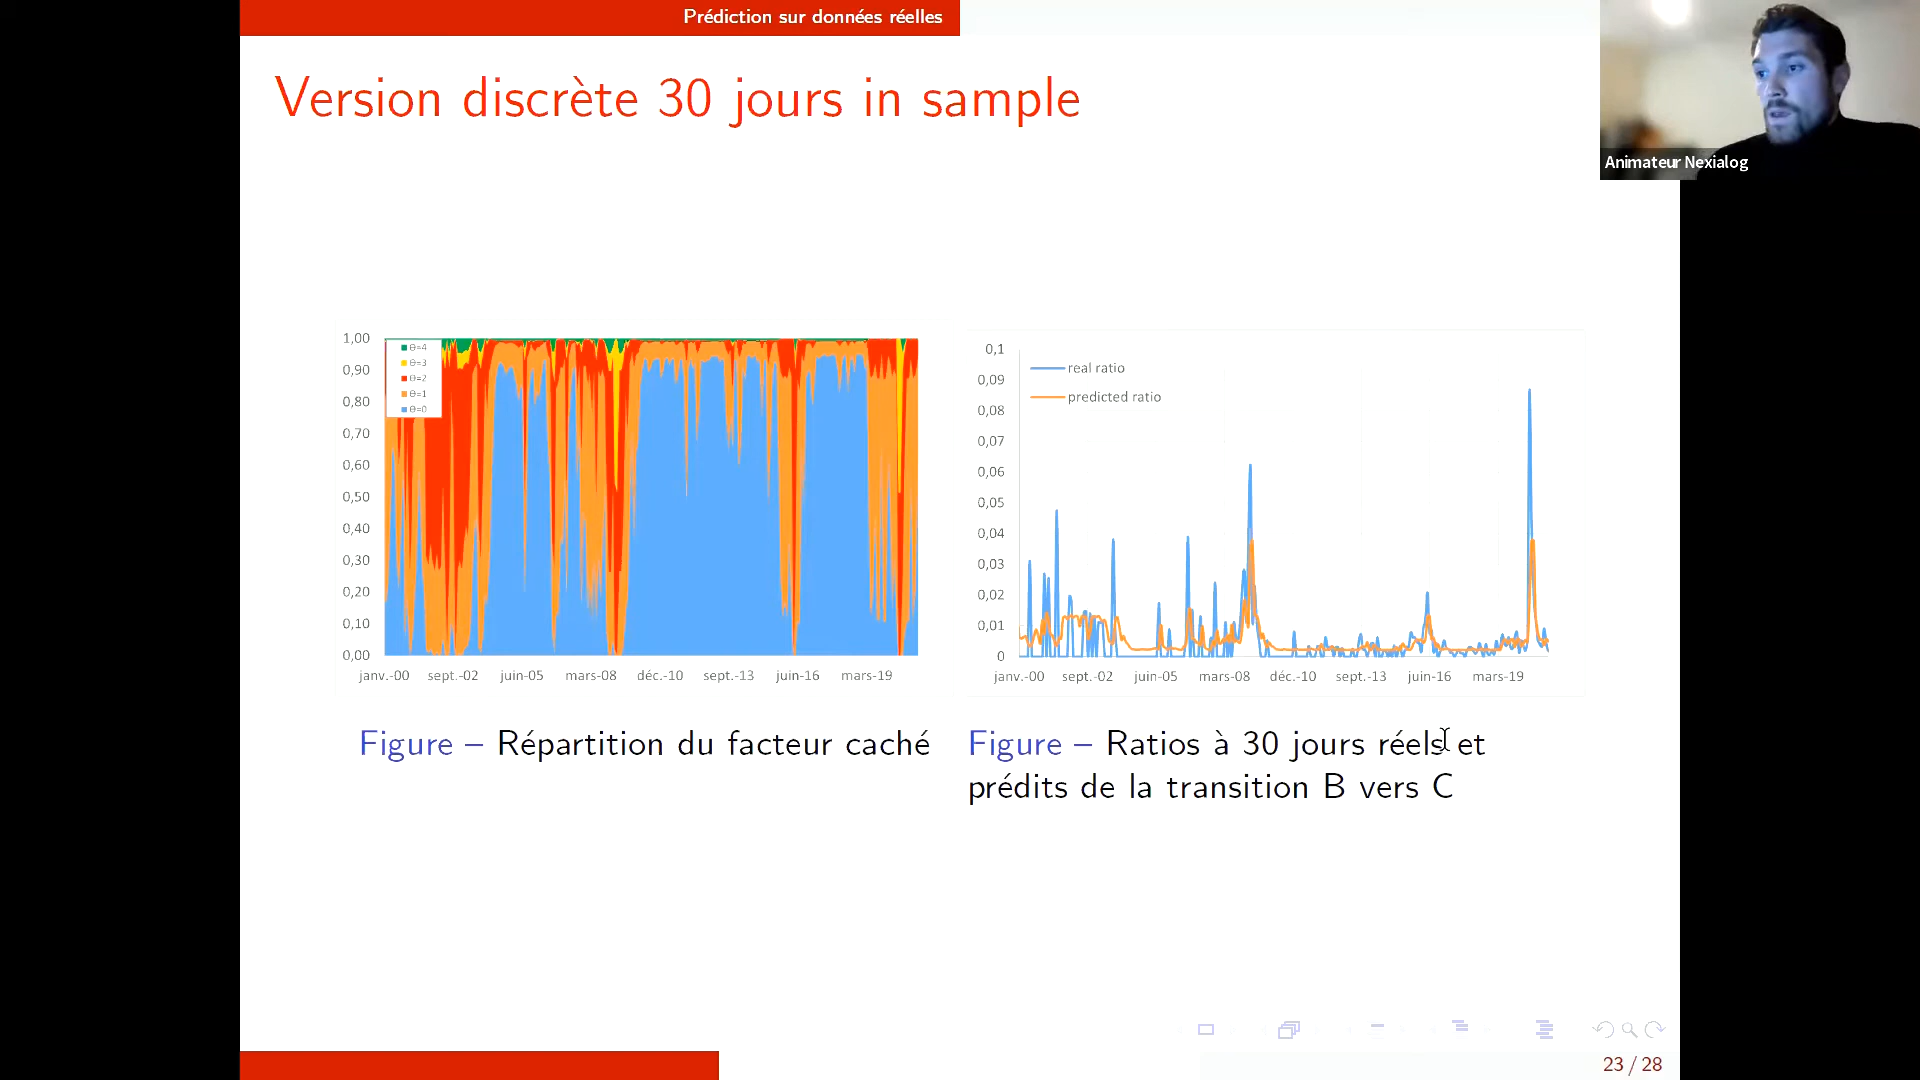 Prédiction sur données réelles
Version discrète 30 jours in sample
Animateur Nexialog
1,00
0,90
0,80
0,70
0,60
0,50
0,40
0,30
0,20
0,10
0,00
θ=4
θ=3
θ=2
θ=1
θ=0
janv.-00 sept.-02 juin-05 mars-08 déc.-10 sept.-13 juin-16 mars-19
Figure – Répartition du facteur caché
0,1
0,09
0,08
0,07
0,06
0,05
0,04
0,03
0,02
0,01
0
real ratio
predicted ratio
janv.-00 sept.-02 juin-05 mars-08 déc.-10 sept.-13 juin-16 mars-19
Figure – Ratios à 30 jours réels et
prédits de la transition B vers C
23 / 28